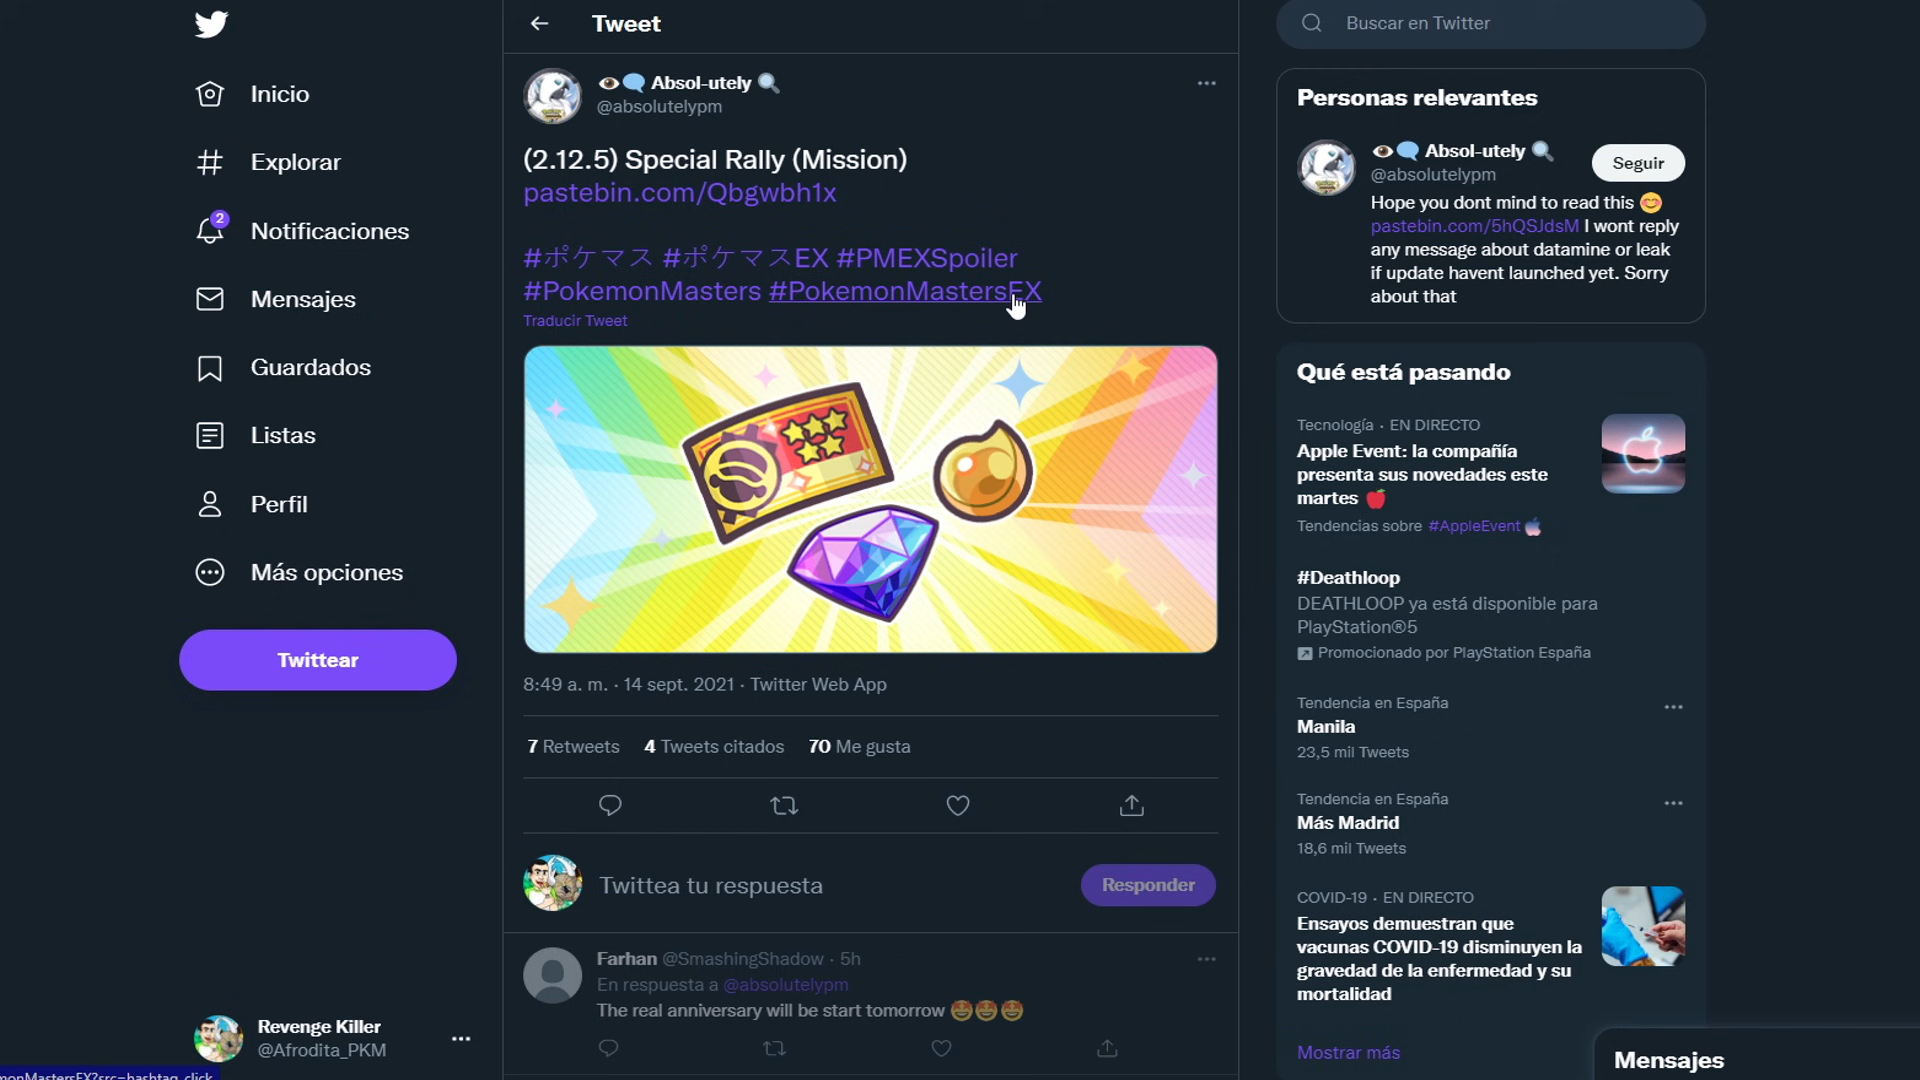 Inicio
Explorar
2
Notificaciones
Mensajes
Guardados
Listas
Perfil
Más opciones
Twittear
Revenge Killer
@Afrodita_PKM
Tweet
Absol-utely
@absolutelypm
(2.12.5) Special Rally (Mission)
pastebin.com/Qbgwbh1x
#ポケマス #ポケマスEX #PMEXSpoiler
#PokemonMasters #PokemonMastersEX
Traducir Tweet
8:49 a. m. · 14 sept. 2021 · Twitter Web App
7 Retweets 4 Tweets citados 70 Me gusta
Twittea tu respuesta
Responder
Farhan @SmashingShadow · 5h
En respuesta a @absolutelypm
The real anniversary will be start tomorrow 🤩🤩🤩
Buscar en Twitter
Personas relevantes
Absol-utely
@absolutelypm
Seguir
Hope you dont mind to read this 😊
pastebin.com/5hQSJdsM I wont reply
any message about datamine or leak
if update havent launched yet. Sorry
about that
Qué está pasando
Tecnología · EN DIRECTO
Apple Event: la compañía
presenta sus novedades este
martes 🍎
Tendencias sobre #AppleEvent
#Deathloop
DEATHLOOP ya está disponible para
PlayStation®5
Promocionado por PlayStation España
Tendencia en España
Manila
23,5 mil Tweets
Tendencia en España
Más Madrid
18,6 mil Tweets
COVID-19 · EN DIRECTO
Ensayos demuestran que
vacunas COVID-19 disminuyen la
gravedad de la enfermedad y su
mortalidad
Mostrar más
Mensajes